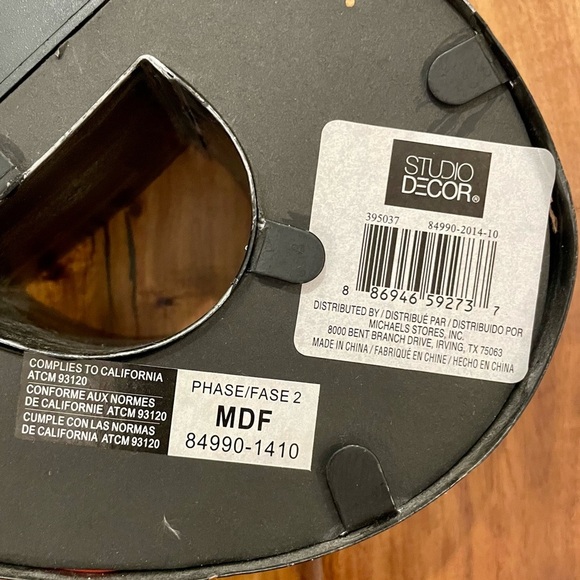 STUDIO
DECOR®
395037 84990-2014-10
8 86946 59273 7
DISTRIBUTED BY / DISTRIBUÉ PAR / DISTRIBUIDO POR
MICHAELS STORES, INC.
8000 BENT BRANCH DRIVE, IRVING, TX 75063
MADE IN CHINA / FABRIQUÉ EN CHINE / HECHO EN CHINA
COMPLIES TO CALIFORNIA
ATCM 93120
CONFORME AUX NORMES
DE CALIFORNIE ATCM 93120
CUMPLE CON LAS NORMAS
DE CALIFORNIA ATCM 93120
PHASE/FASE 2
MDF
84990-1410